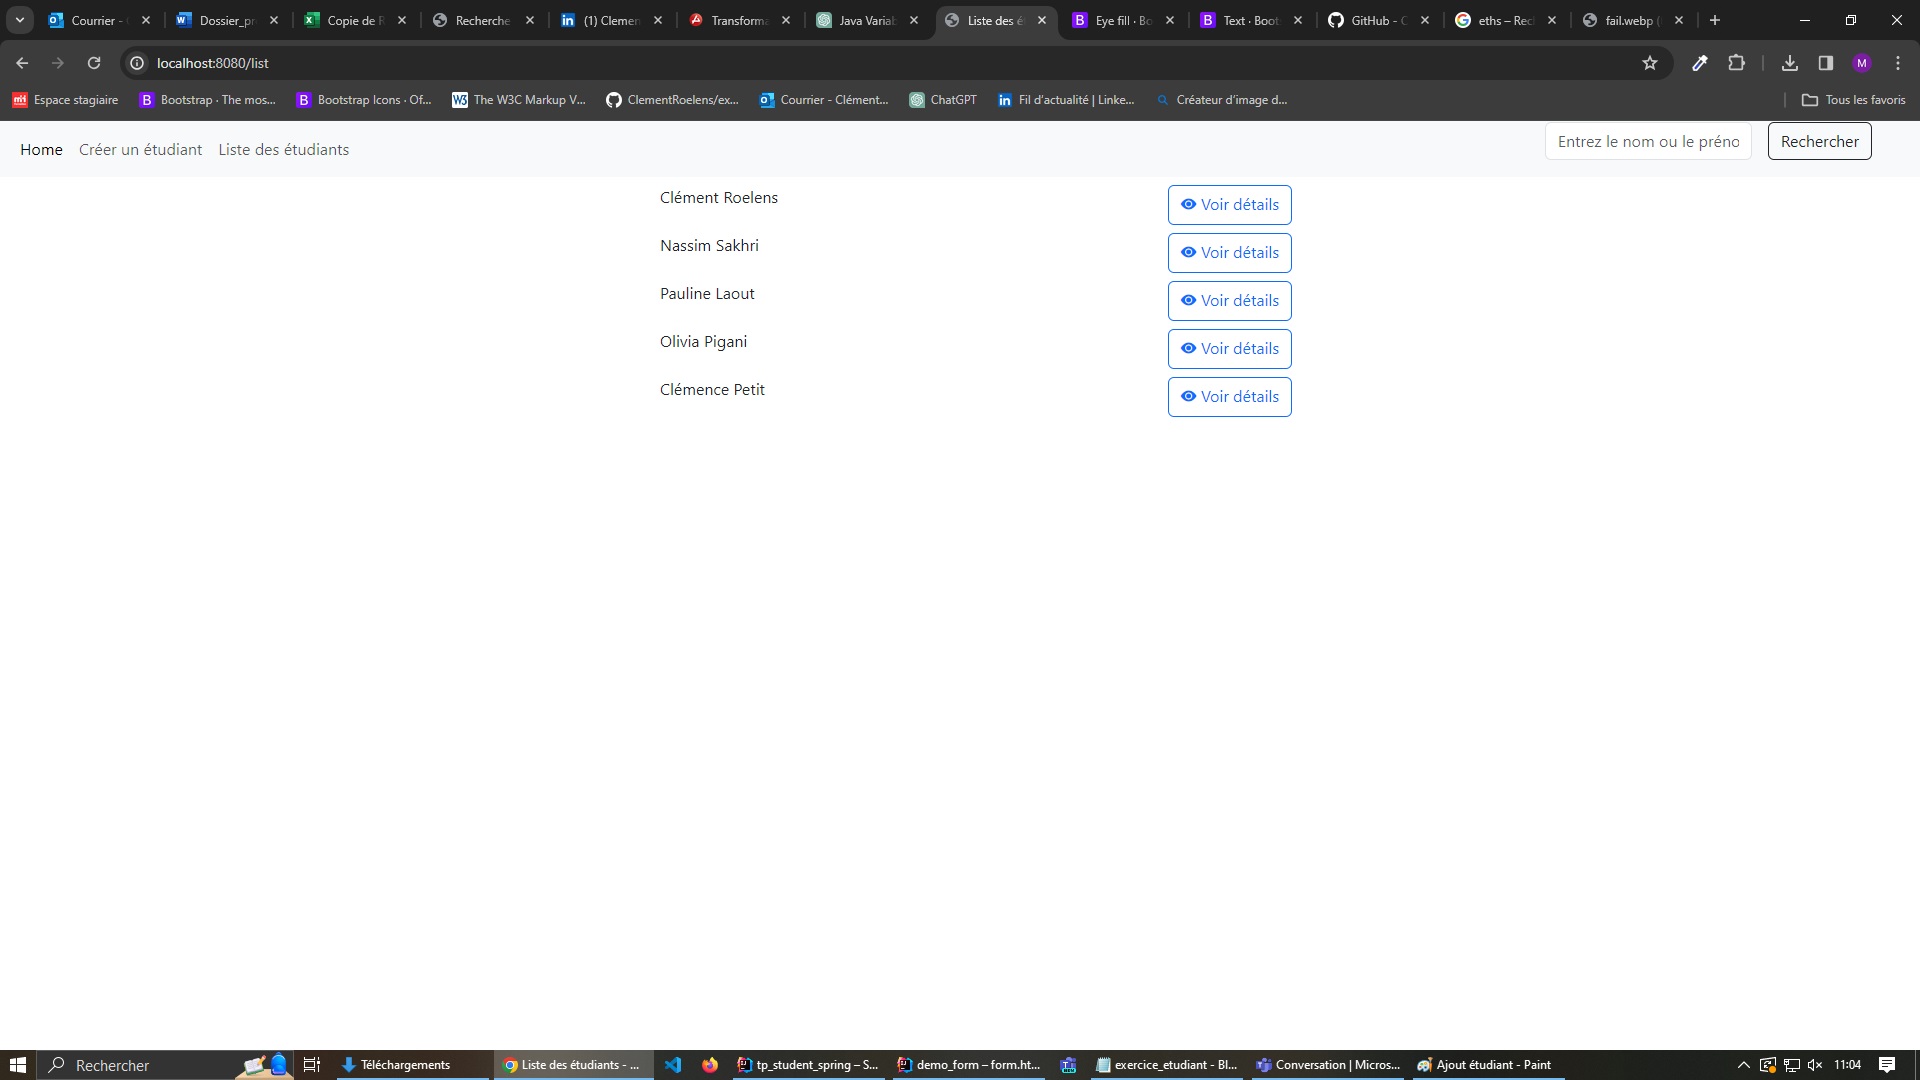 Courrier -
Dossier_pr
Copie de R
Recherche
(1) Clemen
Transforma
Java Variab
Liste des é
Eye fill · Bo
Text · Boots
GitHub - C
eths – Rec
fail.webp (
localhost:8080/list
Espace stagiaire
Bootstrap · The mos...
Bootstrap Icons · Of...
The W3C Markup V...
ClementRoelens/ex...
Courrier – Clément...
ChatGPT
Fil d'actualité | Linke...
Créateur d'image d...
Tous les favoris
Home Créer un étudiant Liste des étudiants
Entrez le nom ou le préno
Rechercher
Clément Roelens Voir détails
Nassim Sakhri Voir détails
Pauline Laout Voir détails
Olivia Pigani Voir détails
Clémence Petit Voir détails
Rechercher
Téléchargements
Liste des étudiants - ...
tp_student_spring – S...
demo_form – form.ht...
exercice_etudiant - Bl...
Conversation | Micros...
Ajout étudiant - Paint
11:04